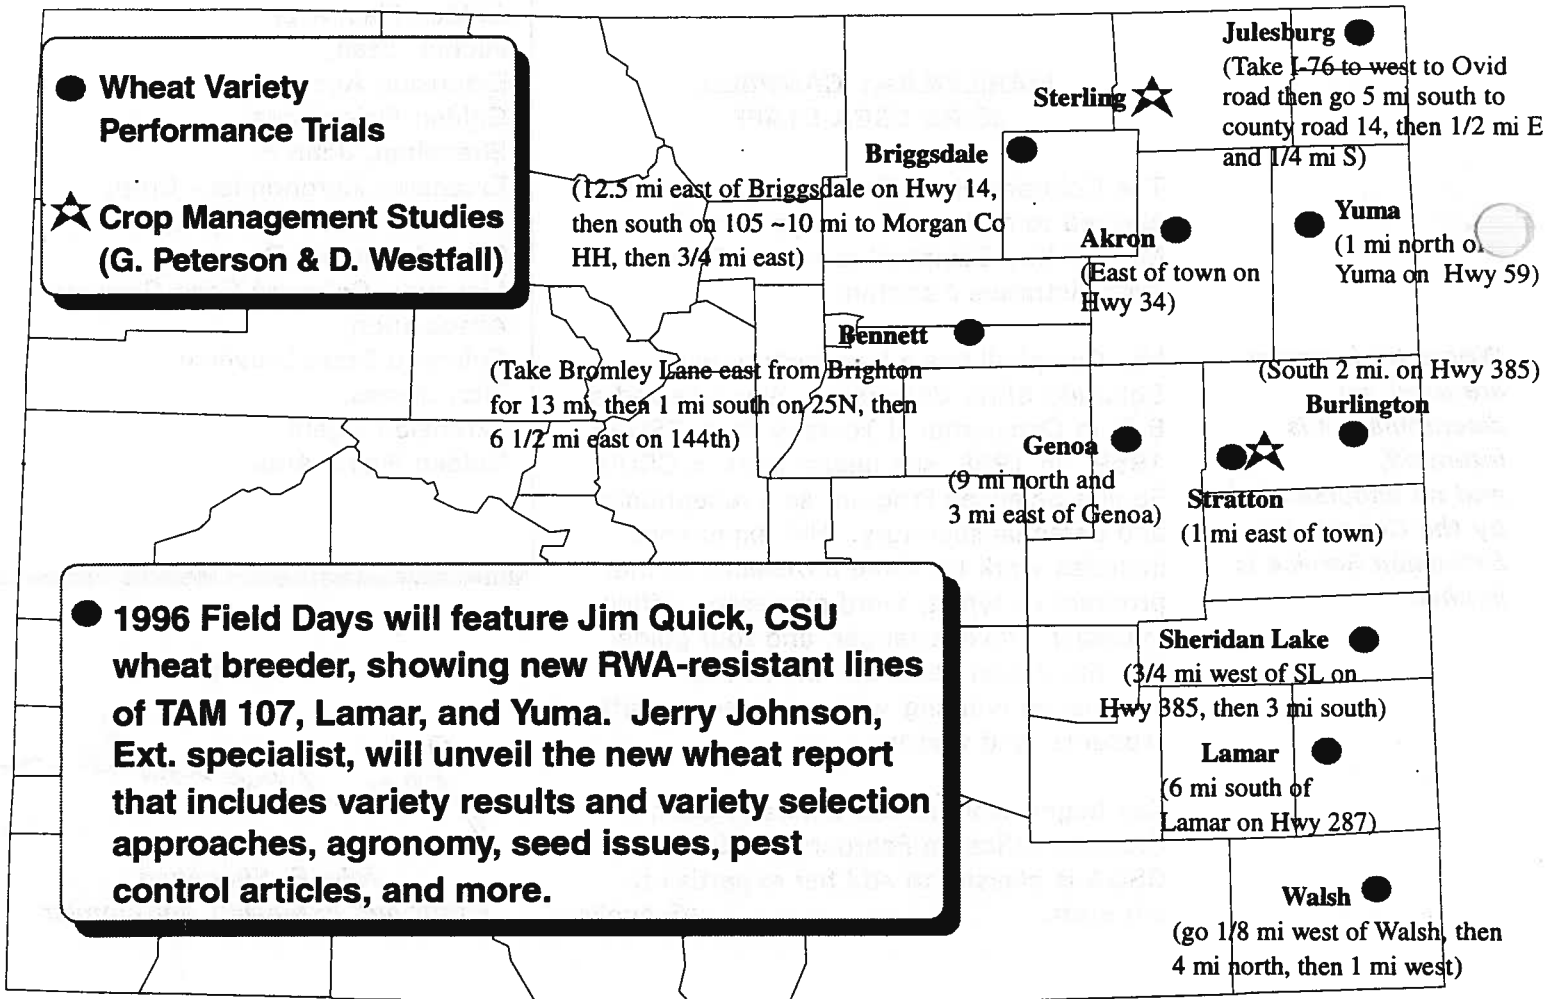 Wheat Variety
Performance Trials
Crop Management Studies
(G. Peterson & D. Westfall)
Julesburg
(Take I-76 to west to Ovid
road then go 5 mi south to
county road 14, then 1/2 mi E
and 1/4 mi S)
Sterling
Briggsdale
(12.5 mi east of Briggsdale on Hwy 14,
then south on 105 ~10 mi to Morgan Co
HH, then 3/4 mi east)
Akron
(East of town on
Hwy 34)
Yuma
(1 mi north of
Yuma on Hwy 59)
Bennett
(Take Bromley Lane east from Brighton
for 13 mi, then 1 mi south on 25N, then
6 1/2 mi east on 144th)
(South 2 mi. on Hwy 385)
Burlington
Genoa
(9 mi north and
3 mi east of Genoa)
Stratton
(1 mi east of town)
1996 Field Days will feature Jim Quick, CSU
wheat breeder, showing new RWA-resistant lines
of TAM 107, Lamar, and Yuma. Jerry Johnson,
Ext. specialist, will unveil the new wheat report
that includes variety results and variety selection
approaches, agronomy, seed issues, pest
control articles, and more.
Sheridan Lake
(3/4 mi west of SL on
Hwy 385, then 3 mi south)
Lamar
(6 mi south of
Lamar on Hwy 287)
Walsh
(go 1/8 mi west of Walsh, then
4 mi north, then 1 mi west)